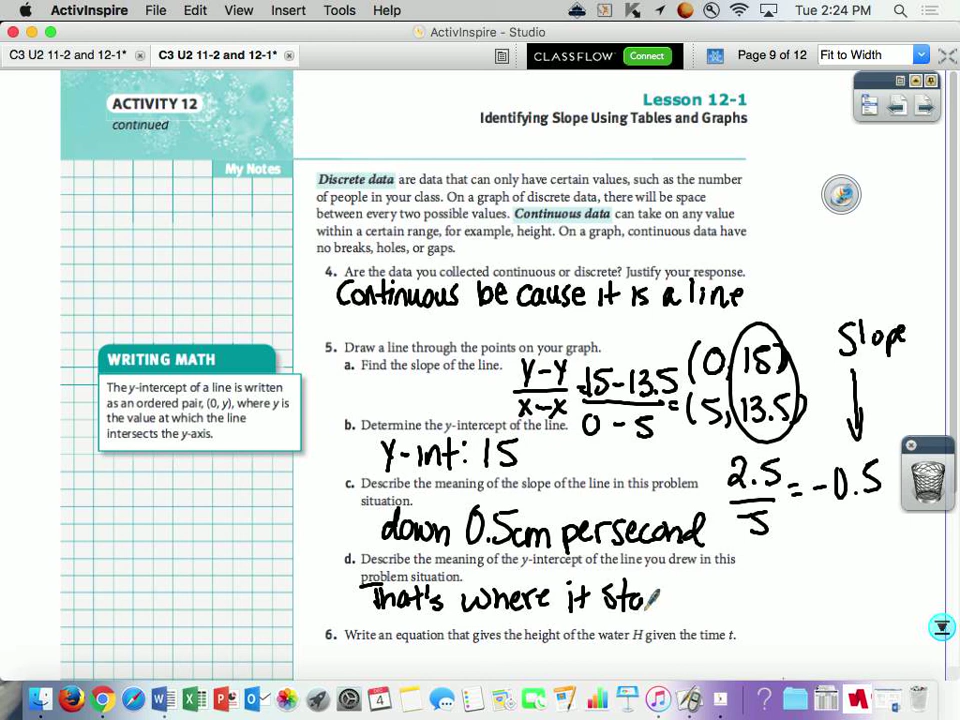 ActivInspire File Edit View Insert Tools Help Tue 2:24 PM
ActivInspire - Studio
C3 U2 11-2 and 12-1* C3 U2 11-2 and 12-1* CLASSFLOW Connect Page 9 of 12 Fit to Width
ACTIVITY 12
continued
Lesson 12-1
Identifying Slope Using Tables and Graphs
My Notes
Discrete data are data that can only have certain values, such as the number
of people in your class. On a graph of discrete data, there will be space
between every two possible values. Continuous data can take on any value
within a certain range, for example, height. On a graph, continuous data have
no breaks, holes, or gaps.
4. Are the data you collected continuous or discrete? Justify your response.
Continuous be cause it is a line
WRITING MATH
The y-intercept of a line is written
as an ordered pair, (0, y), where y is
the value at which the line
intersects the y-axis.
5. Draw a line through the points on your graph.
a. Find the slope of the line.
y-y = 15-13.5 = (0, 15)
x-x 0-5 (5, 13.5)
Slope
2.5 = -0.5
-5
b. Determine the y-intercept of the line.
y-int: 15
c. Describe the meaning of the slope of the line in this problem
situation.
down 0.5cm per second
d. Describe the meaning of the y-intercept of the line you drew in this
problem situation.
That's where it sta
6. Write an equation that gives the height of the water H given the time t.